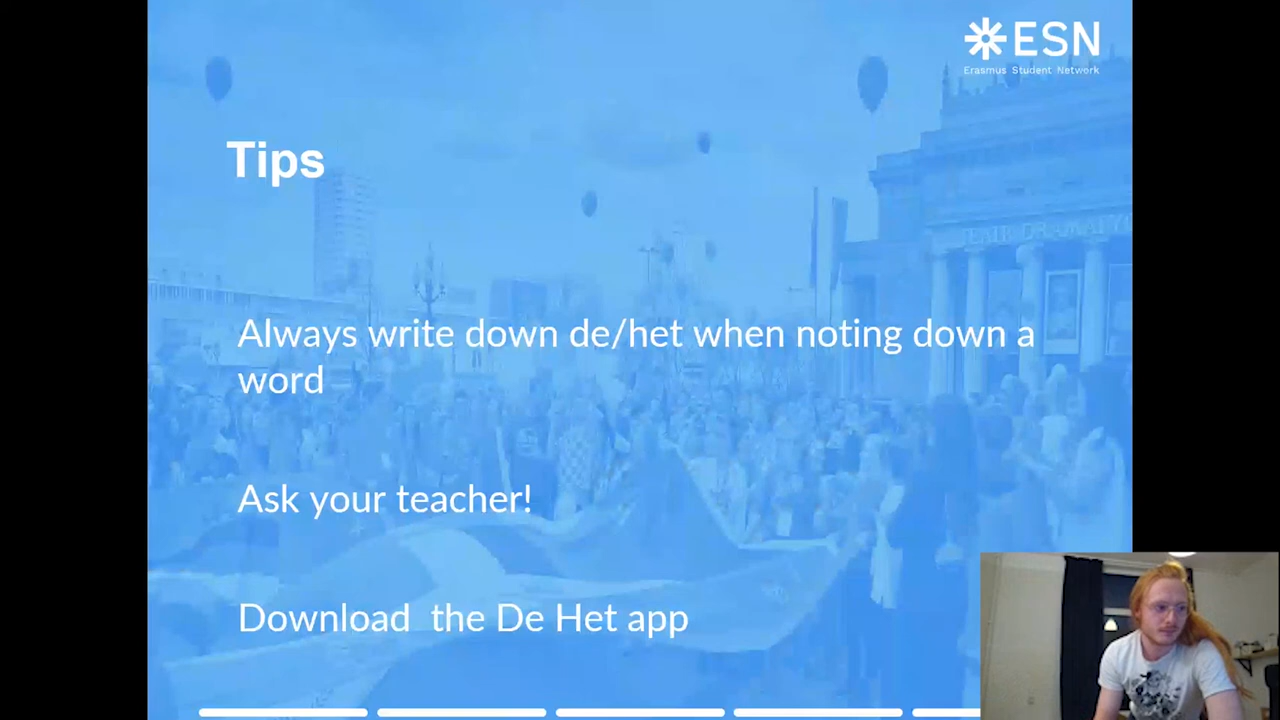 ESN
Erasmus Student Network
Tips
Always write down de/het when noting down a
word
Ask your teacher!
Download  the De Het app